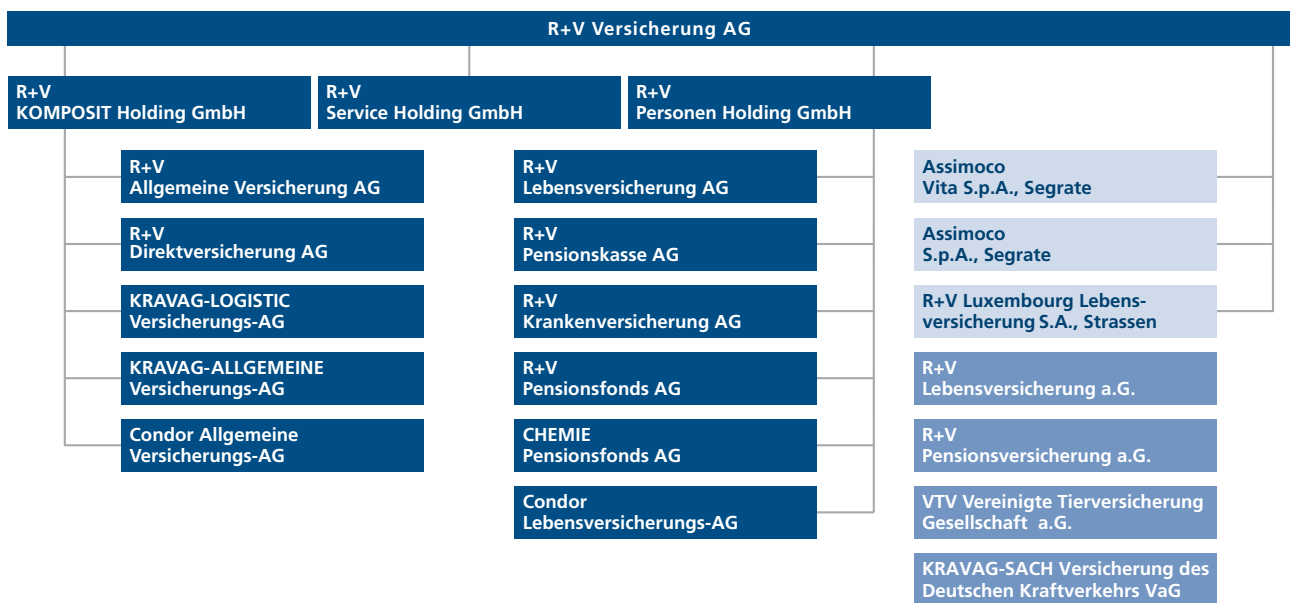 R+V Versicherung AG
R+V
KOMPOSIT Holding GmbH
R+V
Service Holding GmbH
R+V
Personen Holding GmbH
R+V
Allgemeine Versicherung AG
R+V
Direktversicherung AG
KRAVAG-LOGISTIC
Versicherungs-AG
KRAVAG-ALLGEMEINE
Versicherungs-AG
Condor Allgemeine
Versicherungs-AG
R+V
Lebensversicherung AG
R+V
Pensionskasse AG
R+V
Krankenversicherung AG
R+V
Pensionsfonds AG
CHEMIE
Pensionsfonds AG
Condor
Lebensversicherungs-AG
Assimoco
Vita S.p.A., Segrate
Assimoco
S.p.A., Segrate
R+V Luxembourg Lebens-
versicherung S.A., Strassen
R+V
Lebensversicherung a.G.
R+V
Pensionsversicherung a.G.
VTV Vereinigte Tierversicherung
Gesellschaft a.G.
KRAVAG-SACH Versicherung des
Deutschen Kraftverkehrs VaG